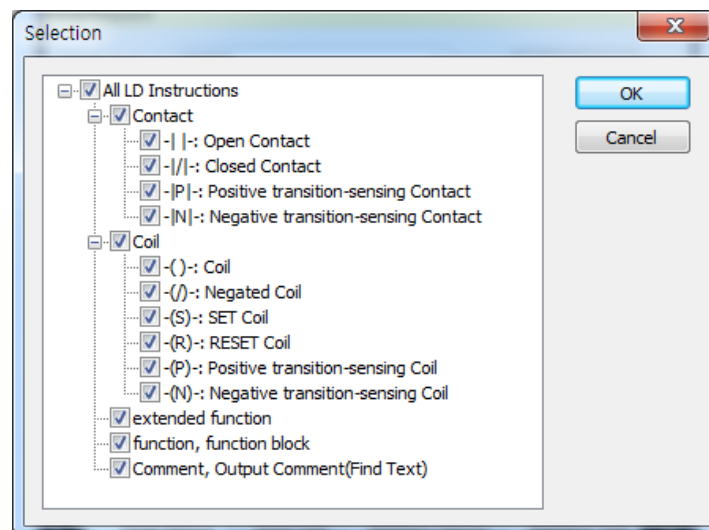 Selection
All LD Instructions
Contact
-| |-: Open Contact
-|/|-: Closed Contact
-|P|-: Positive transition-sensing Contact
-|N|-: Negative transition-sensing Contact
Coil
-( )-: Coil
-(/)-: Negated Coil
-(S)-: SET Coil
-(R)-: RESET Coil
-(P)-: Positive transition-sensing Coil
-(N)-: Negative transition-sensing Coil
extended function
function, function block
Comment, Output Comment(Find Text)
OK
Cancel